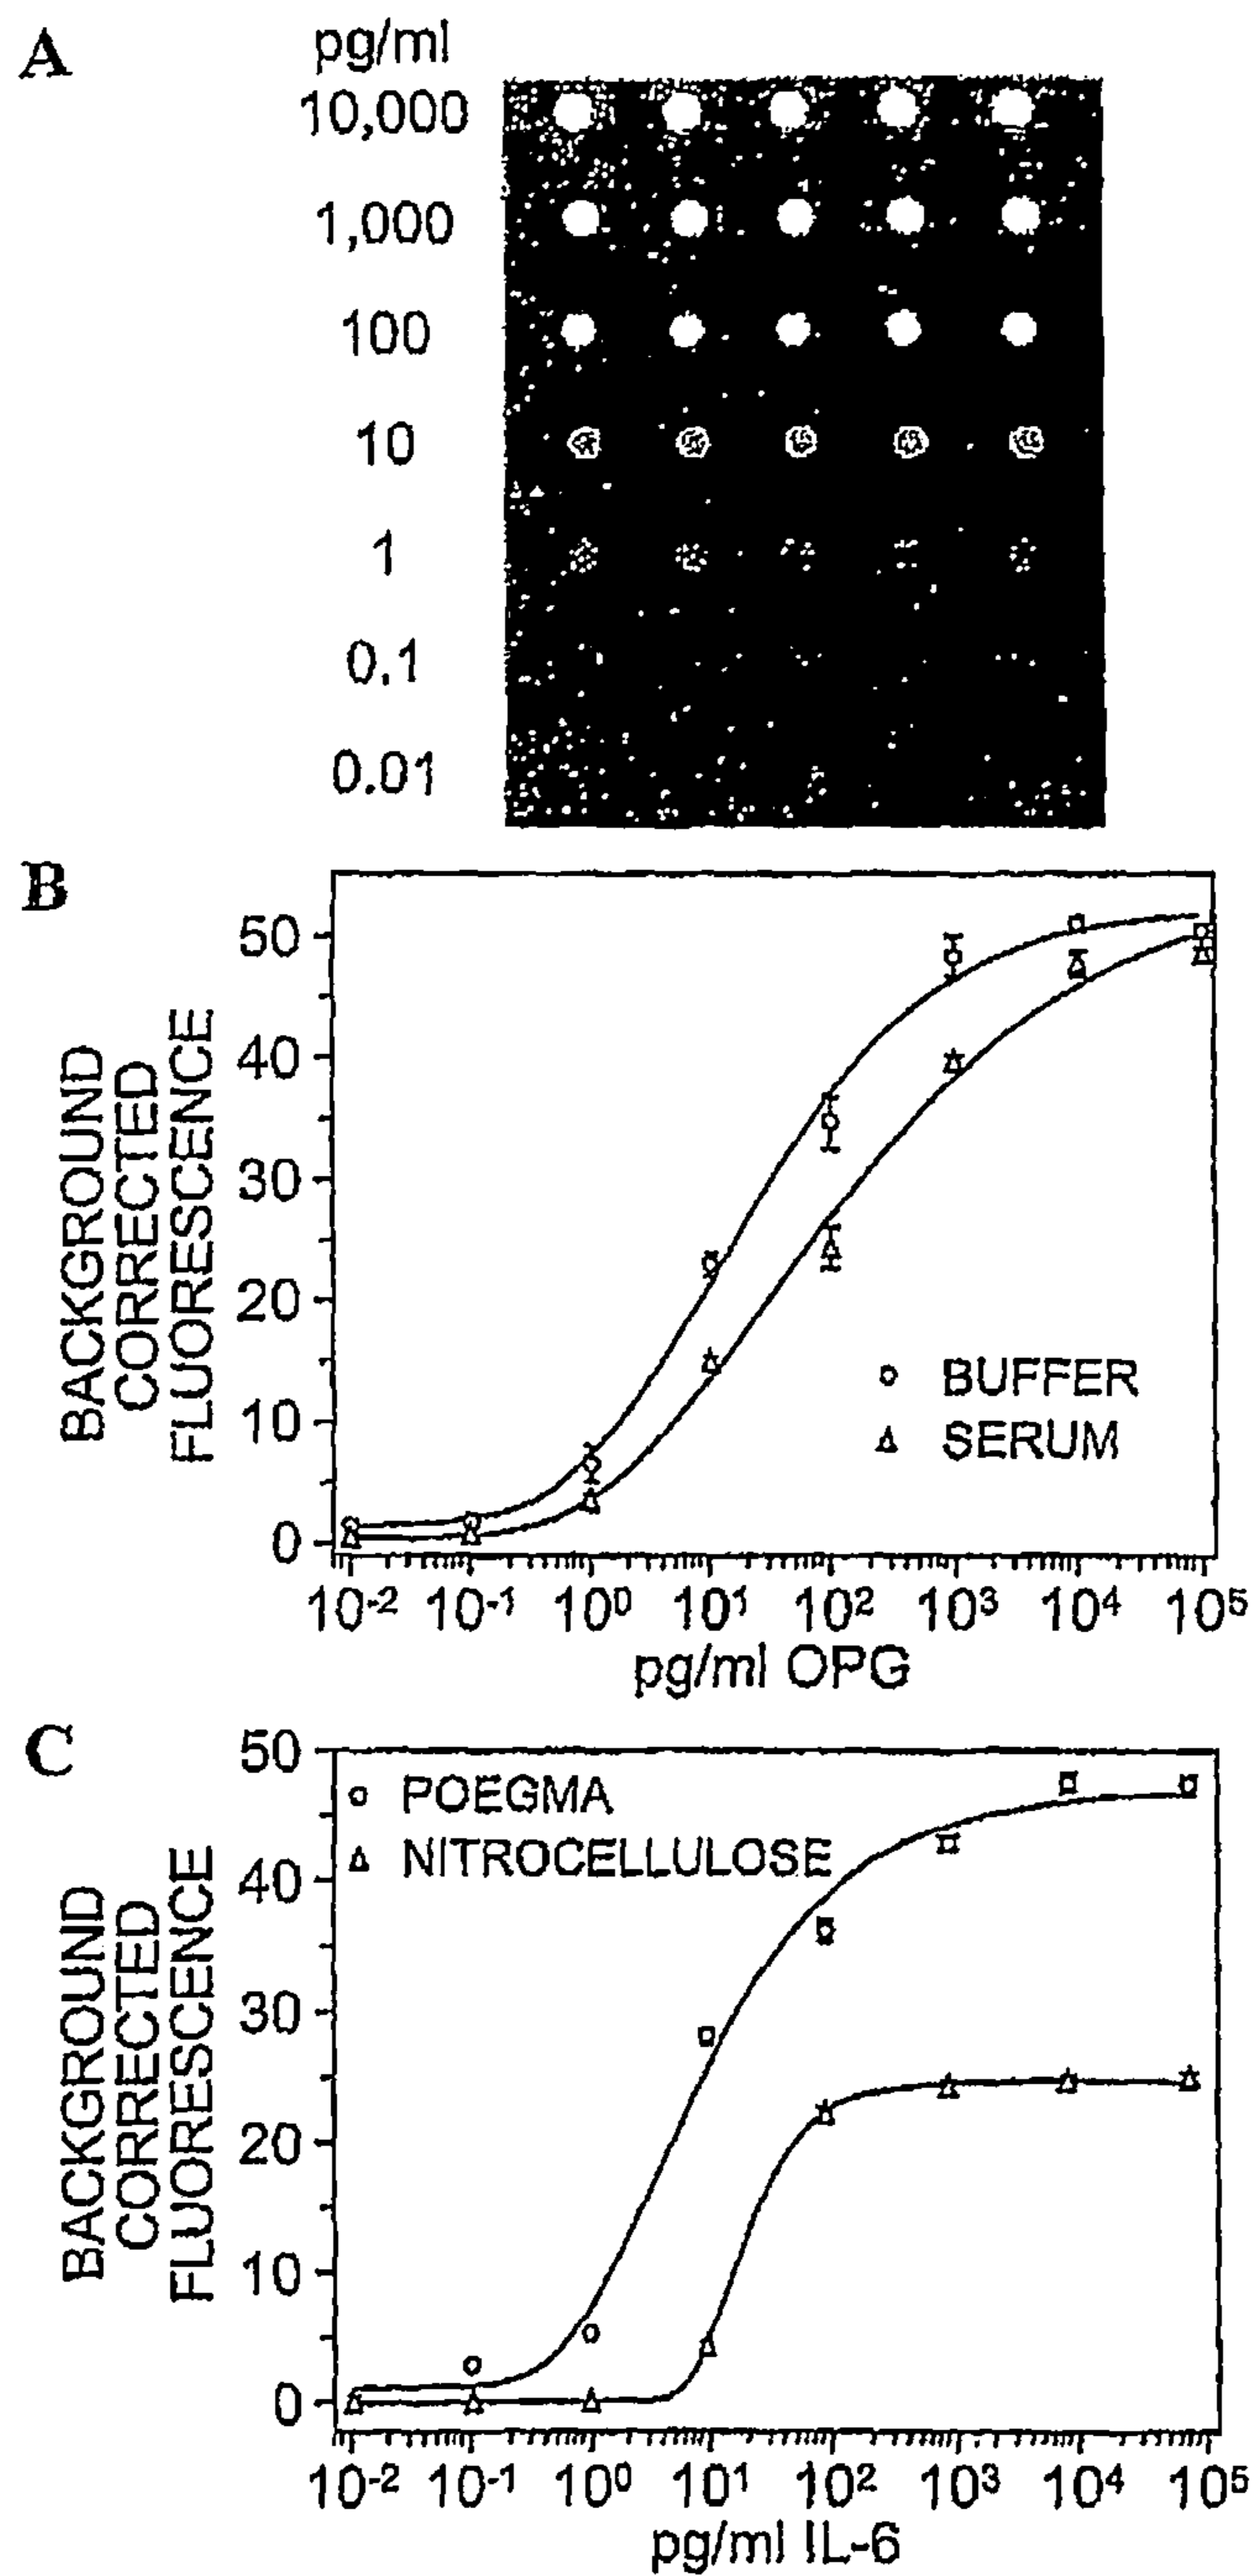 A
pg/ml
10,000
1,000
100
10
1
0.1
0.01
B
BACKGROUND
CORRECTED
FLUORESCENCE
50
40
30
20
10
0
BUFFER
SERUM
10⁻² 10⁻¹ 10⁰ 10¹ 10² 10³ 10⁴ 10⁵
pg/ml OPG
C
BACKGROUND
CORRECTED
FLUORESCENCE
50
40
30
20
10
0
POEGMA
NITROCELLULOSE
10⁻² 10⁻¹ 10⁰ 10¹ 10² 10³ 10⁴ 10⁵
pg/ml IL-6